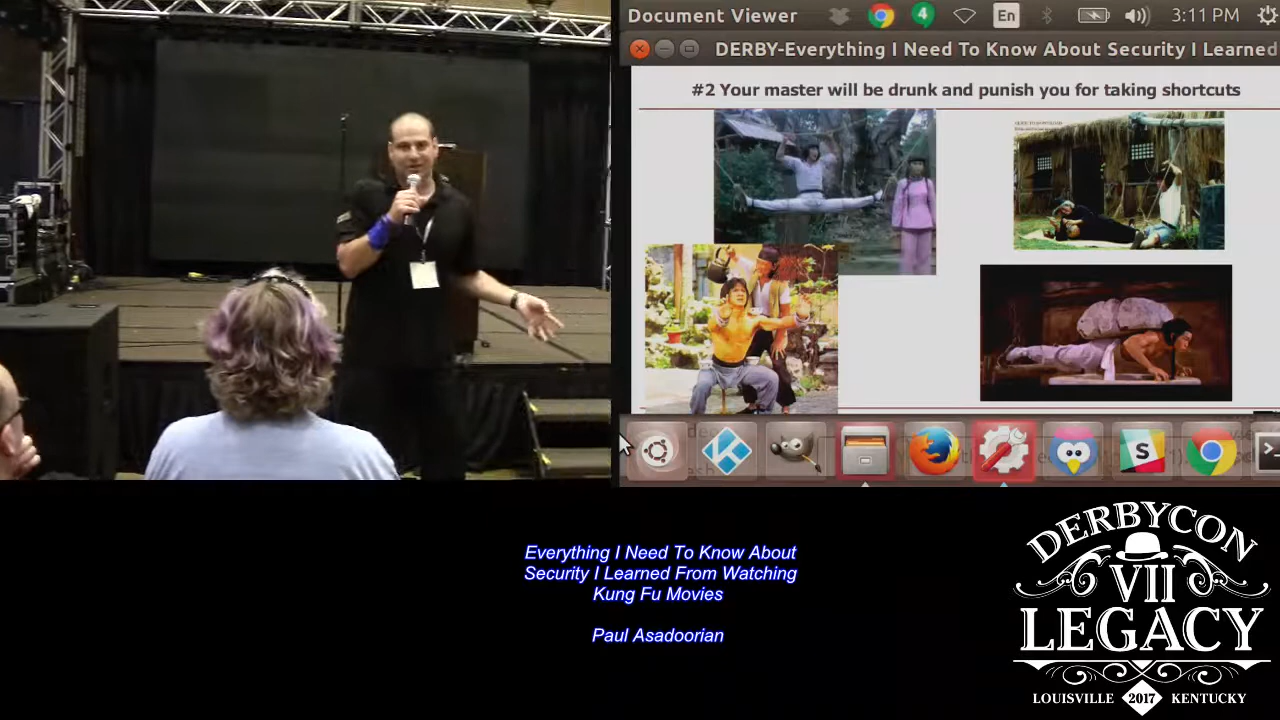 Document Viewer
4
En
3:11 PM
DERBY-Everything I Need To Know About Security I Learned
#2 Your master will be drunk and punish you for taking shortcuts
S
>_
Everything I Need To Know About
Security I Learned From Watching
Kung Fu Movies
Paul Asadoorian
DERBYCON
VII
LEGACY
LOUISVILLE 2017 KENTUCKY